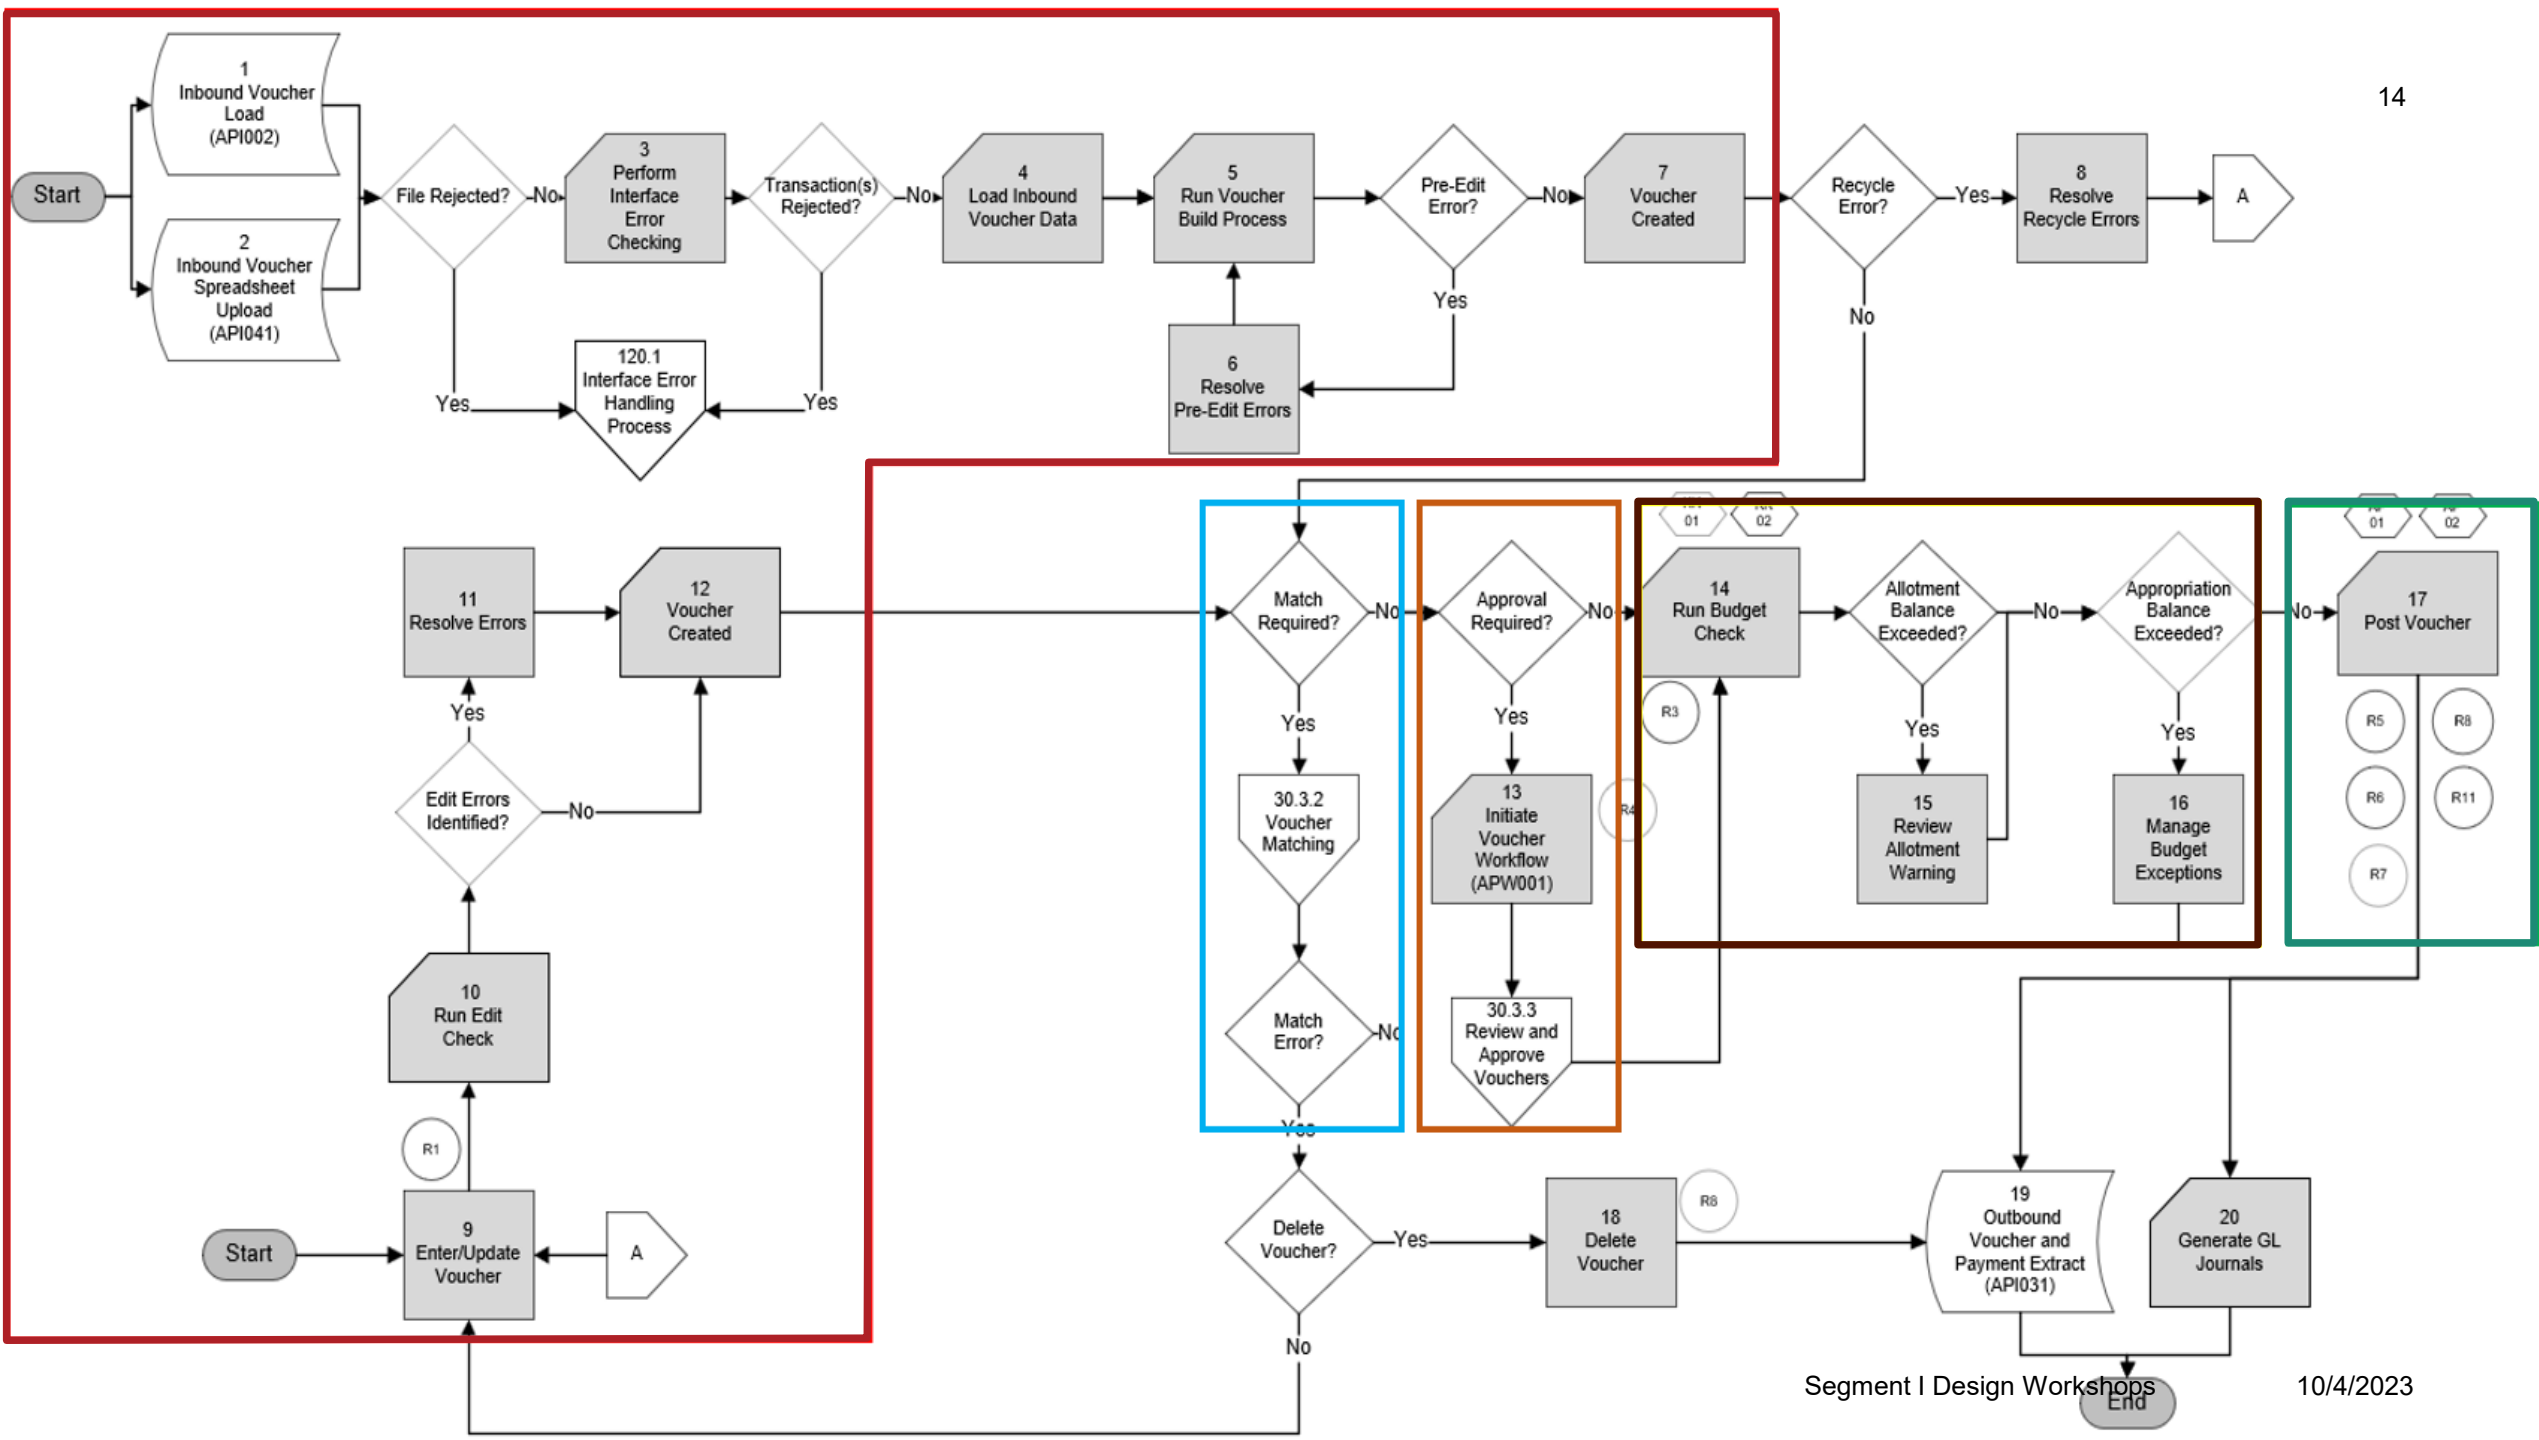 14
1
Inbound Voucher
Load
(API002)
Start
2
Inbound Voucher
Spreadsheet
Upload
(API041)
File Rejected?
No
Yes
3
Perform
Interface
Error
Checking
Transaction(s)
Rejected?
No
Yes
120.1
Interface Error
Handling
Process
4
Load Inbound
Voucher Data
5
Run Voucher
Build Process
6
Resolve
Pre-Edit Errors
Pre-Edit
Error?
No
Yes
7
Voucher
Created
Recycle
Error?
Yes
No
8
Resolve
Recycle Errors
A
11
Resolve Errors
12
Voucher
Created
Yes
Edit Errors
Identified?
No
10
Run Edit
Check
R1
Start
9
Enter/Update
Voucher
A
Match
Required?
No
Yes
30.3.2
Voucher
Matching
Match
Error?
No
Yes
Approval
Required?
No
Yes
13
Initiate
Voucher
Workflow
(APW001)
R4
30.3.3
Review and
Approve
Vouchers
01
02
14
Run Budget
Check
R3
Allotment
Balance
Exceeded?
No
Yes
15
Review
Allotment
Warning
Appropriation
Balance
Exceeded?
No
Yes
16
Manage
Budget
Exceptions
01
02
17
Post Voucher
R5
R8
R6
R11
R7
Delete
Voucher?
Yes
No
18
Delete
Voucher
R8
19
Outbound
Voucher and
Payment Extract
(API031)
20
Generate GL
Journals
End
Segment I Design Workshops
10/4/2023